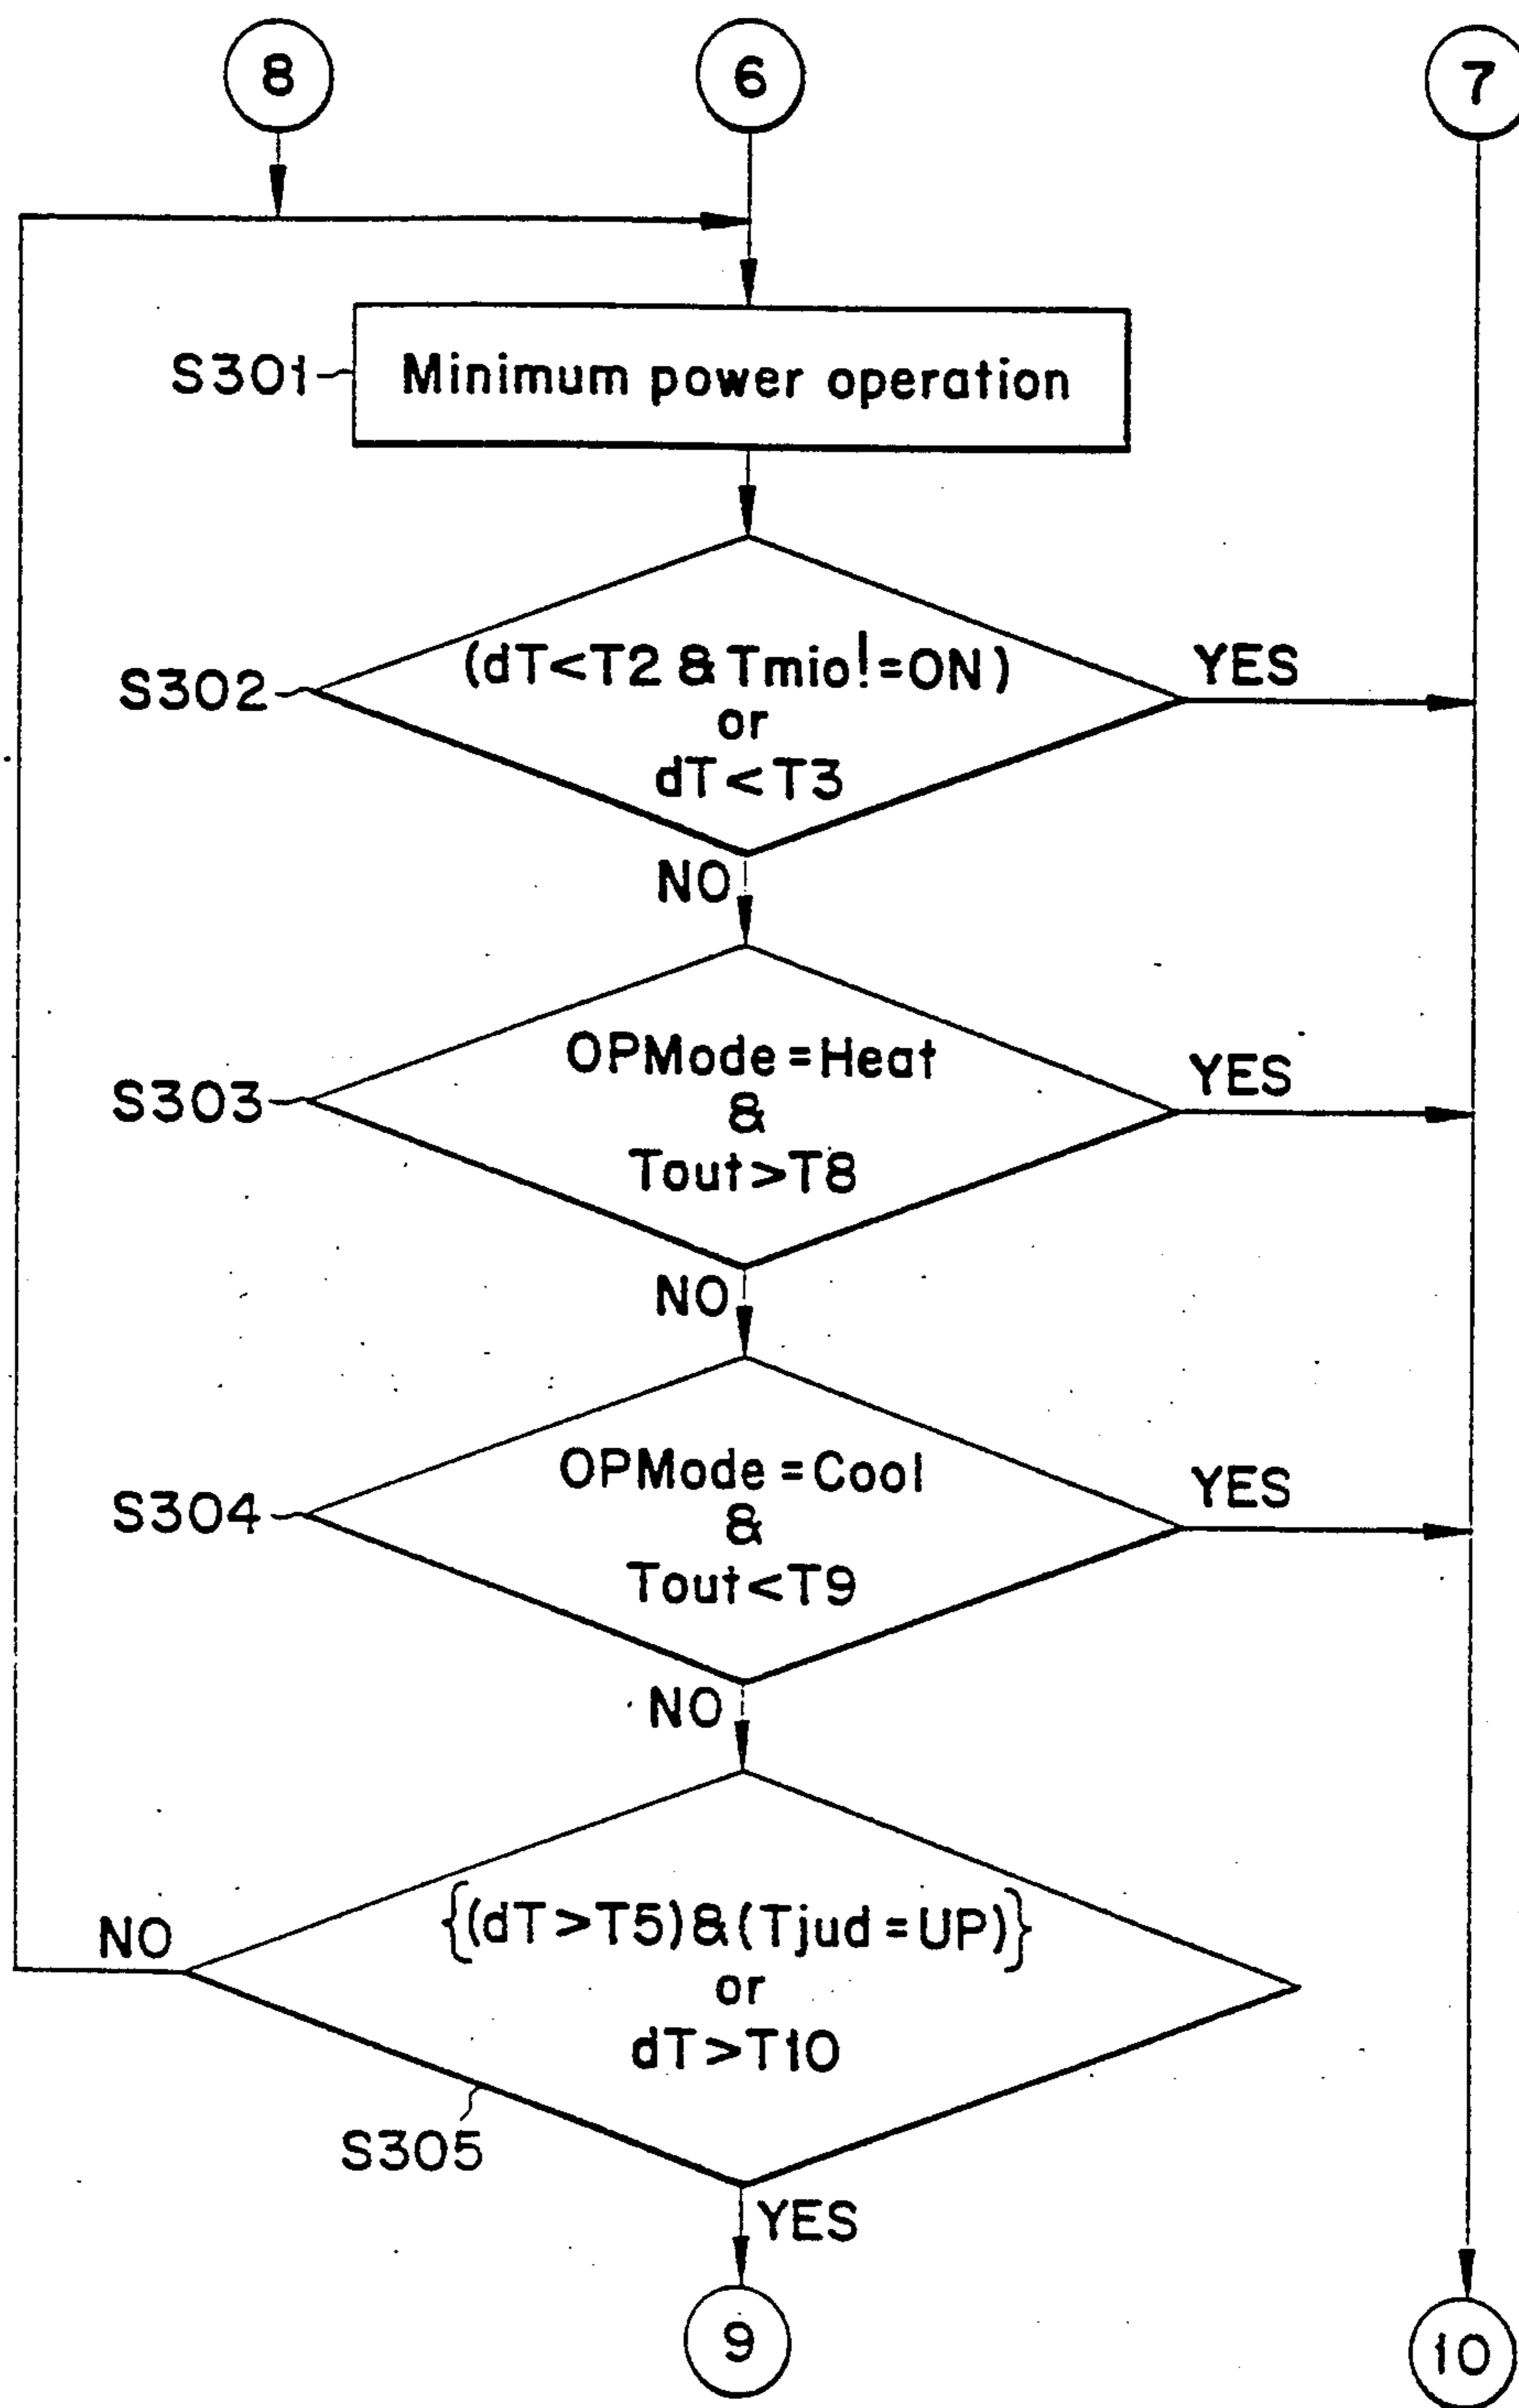 8
6
7
S301
Minimum power operation
S302
(dT<T2 & Tmio!=ON)
or
dT<T3
YES
NO
S303
OPMode=Heat
&
Tout>T8
YES
NO
S304
OPMode=Cool
&
Tout<T9
YES
NO
{(dT>T5)&(Tjud=UP)}
or
dT>T10
NO
S305
YES
9
10